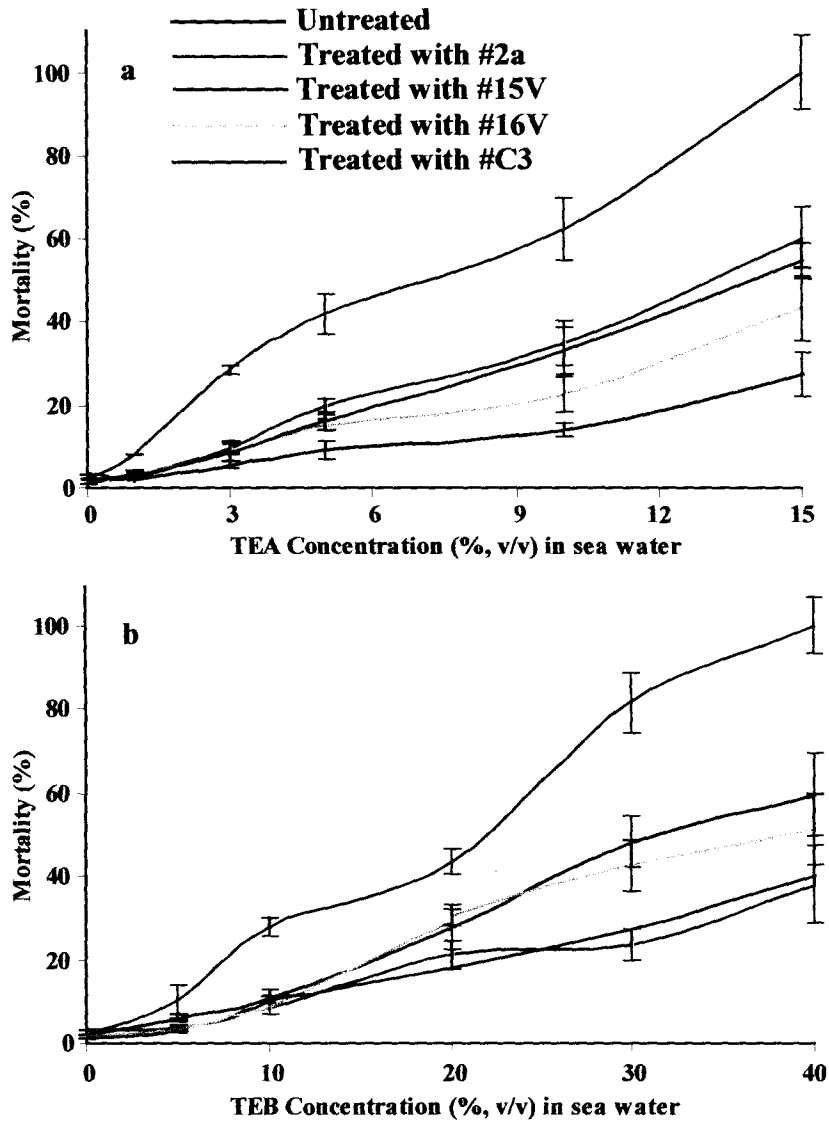 Untreated
Treated with #2a
Treated with #15V
Treated with #16V
Treated with #C3
a
100
80
60
40
20
0
Mortality (%)
0 3 6 9 12 15
TEA Concentration (%, v/v) in sea water
b
100
80
60
40
20
0
Mortality (%)
0 10 20 30 40
TEB Concentration (%, v/v) in sea water